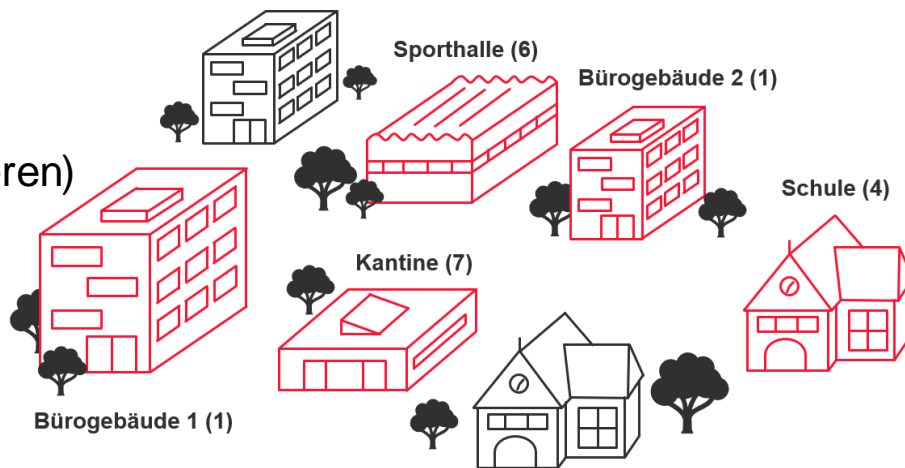 Sporthalle (6)
Bürogebäude 2 (1)
ren)
Schule (4)
Kantine (7)
Bürogebäude 1 (1)